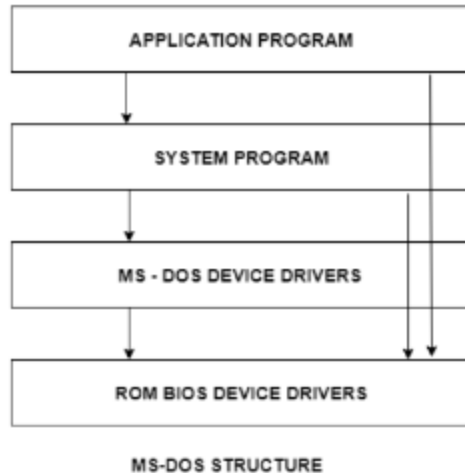 APPLICATION PROGRAM
SYSTEM PROGRAM
MS - DOS DEVICE DRIVERS
ROM BIOS DEVICE DRIVERS
MS-DOS STRUCTURE